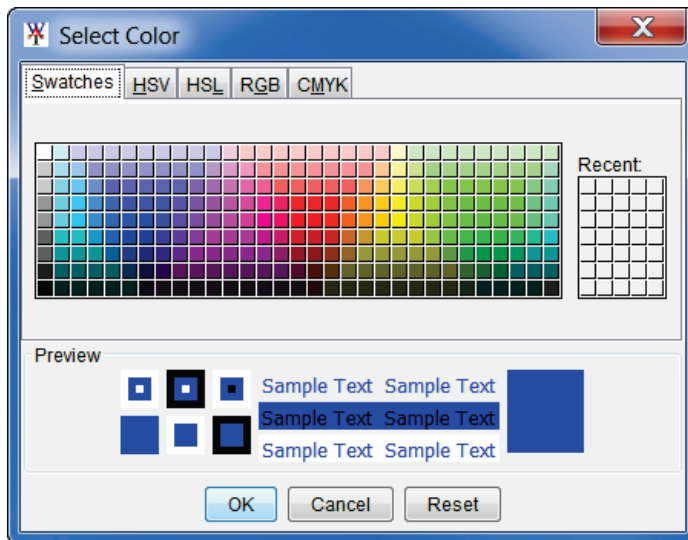 Select Color
Swatches HSV HSL RGB CMYK
Recent:
Preview
Sample Text Sample Text
Sample Text Sample Text
Sample Text Sample Text
OK Cancel Reset